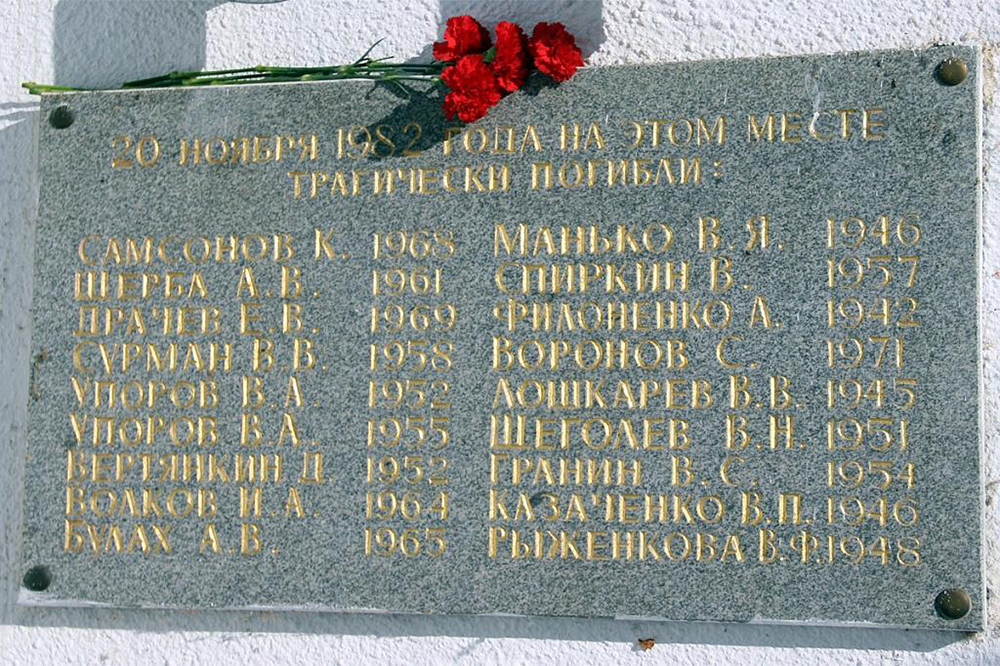 20 НОЯБРЯ 1982 ГОДА НА ЭТОМ МЕСТЕ
ТРАГИЧЕСКИ ПОГИБЛИ:
САМСОНОВ К. 1968
ЩЕРБА А.В. 1961
ДРАЧЁВ Е.В. 1969
СУРМАН В.В. 1958
УПОРОВ В.А. 1952
УПОРОВ В.А. 1955
ВЕРТЯНКИН Д. 1952
ВОЛКОВ И.А. 1964
БУЛАХ А.В. 1965
МАНЬКО В.Я. 1946
СПИРКИН В. 1957
ФИЛОНЕНКО А. 1942
ВОРОНОВ С. 1971
ЛОШКАРЕВ В.В. 1945
ЩЕГОЛЕВ В.Н. 1951
ГРАНИН В.С. 1954
КАЗАЧЕНКО В.П. 1946
РЫЖЕНКОВА В.Ф. 1948